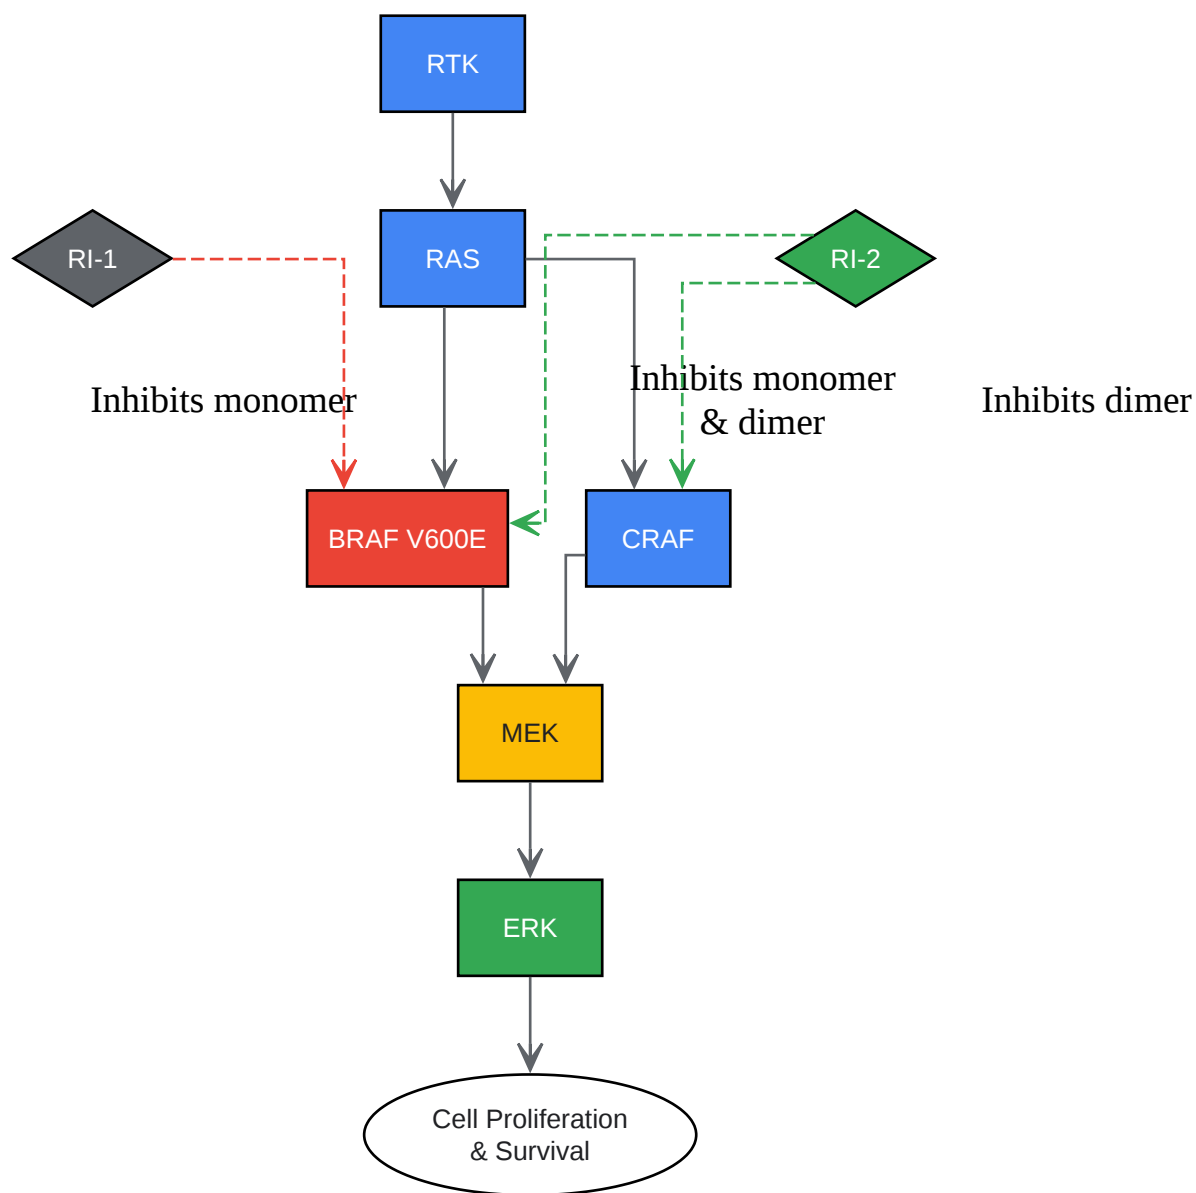 RTK
RI-1
RAS
RI-2
Inhibits monomer
Inhibits monomer
& dimer
Inhibits dimer
BRAF V600E
CRAF
MEK
ERK
Cell Proliferation
& Survival